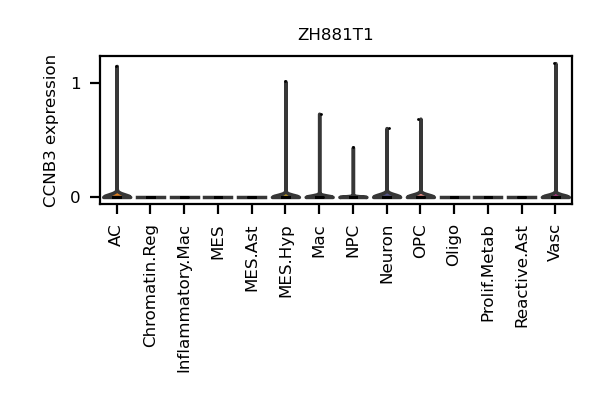 ZH881T1
CCNB3 expression
1
0
AC
Chromatin.Reg
Inflammatory.Mac
MES
MES.Ast
MES.Hyp
Mac
NPC
Neuron
OPC
Oligo
Prolif.Metab
Reactive.Ast
Vasc